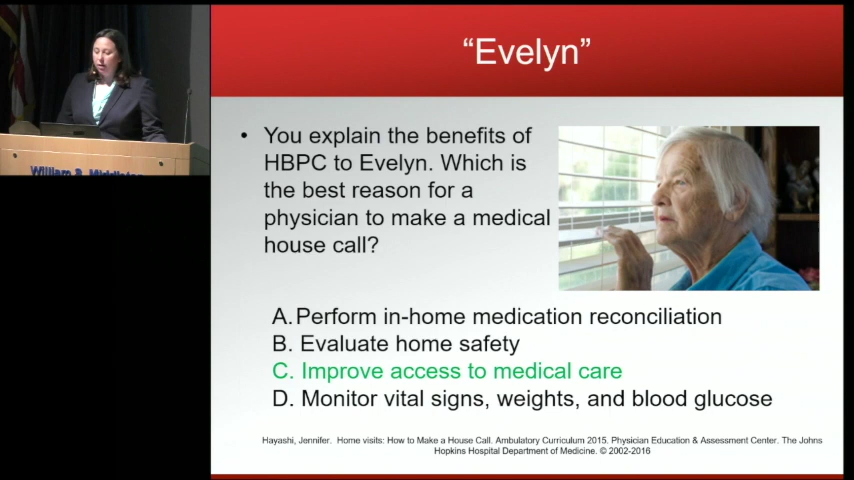 “Evelyn”
• You explain the benefits of
HBPC to Evelyn. Which is
the best reason for a
physician to make a medical
house call?
A. Perform in-home medication reconciliation
B. Evaluate home safety
C. Improve access to medical care
D. Monitor vital signs, weights, and blood glucose
Hayashi, Jennifer. Home visits: How to Make a House Call. Ambulatory Curriculum 2015. Physician Education & Assessment Center. The Johns
Hopkins Hospital Department of Medicine. © 2002-2016
William S. Middleton